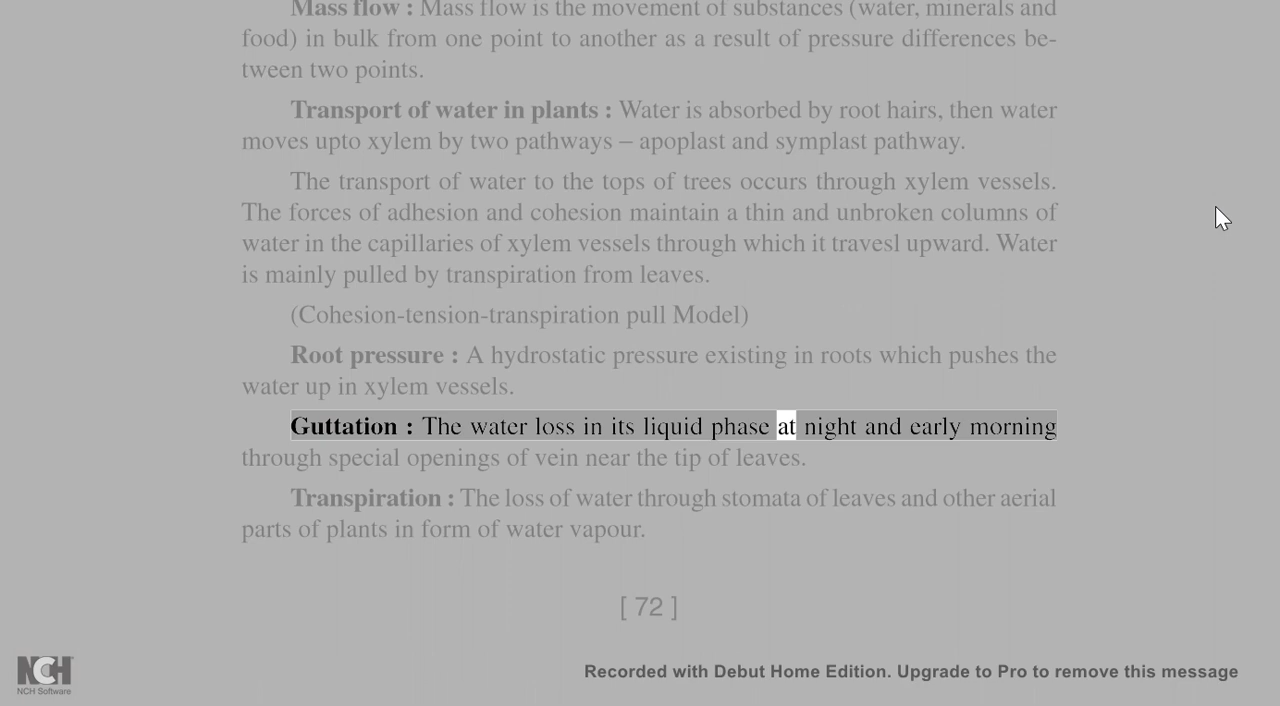 Mass flow : Mass flow is the movement of substances (water, minerals and
food) in bulk from one point to another as a result of pressure differences be-
tween two points.
Transport of water in plants : Water is absorbed by root hairs, then water
moves upto xylem by two pathways – apoplast and symplast pathway.
The transport of water to the tops of trees occurs through xylem vessels.
The forces of adhesion and cohesion maintain a thin and unbroken columns of
water in the capillaries of xylem vessels through which it travesl upward. Water
is mainly pulled by transpiration from leaves.
(Cohesion-tension-transpiration pull Model)
Root pressure : A hydrostatic pressure existing in roots which pushes the
water up in xylem vessels.
Guttation : The water loss in its liquid phase at night and early morning
through special openings of vein near the tip of leaves.
Transpiration : The loss of water through stomata of leaves and other aerial
parts of plants in form of water vapour.
[ 72 ]
NCH
NCH Software
Recorded with Debut Home Edition. Upgrade to Pro to remove this message